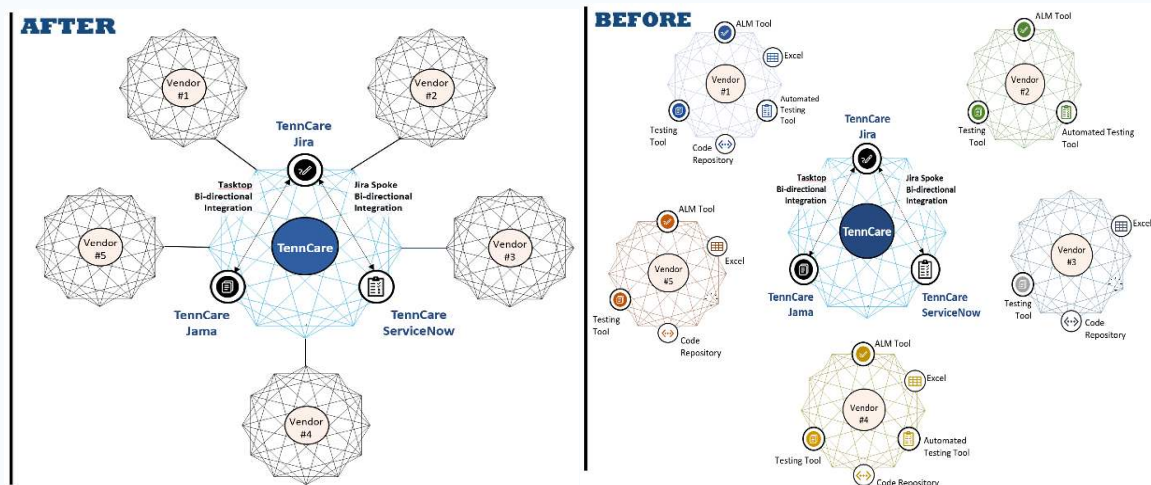 AFTER
Vendor
#1
Vendor
#2
TennCare
Jira
Tasktop
Bi-directional
Integration
Jira Spoke
Bi-directional
Integration
Vendor
#5
TennCare
Vendor
#3
TennCare
Jama
TennCare
ServiceNow
Vendor
#4
BEFORE
ALM Tool
Excel
Vendor
#1
Testing
Tool
Automated
Testing
Tool
Code
Repository
ALM Tool
Vendor
#2
Testing
Tool
Automated Testing
Tool
TennCare
Jira
Tasktop
Bi-directional
Integration
Jira Spoke
Bi-directional
Integration
TennCare
TennCare
Jama
TennCare
ServiceNow
ALM Tool
Excel
Vendor
#5
Testing
Tool
Code
Repository
Excel
Vendor
#3
Testing
Tool
Code
Repository
ALM Tool
Excel
Vendor
#4
Testing Tool
Automated
Testing Tool
Code Repository